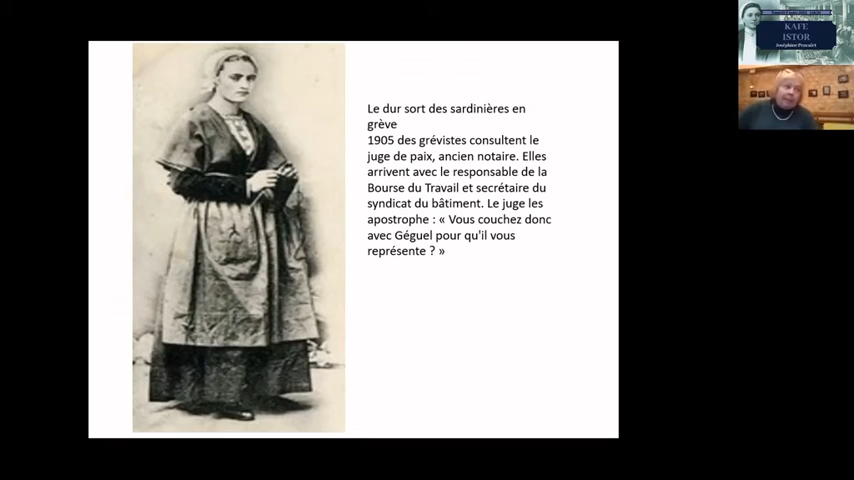 Le dur sort des sardinières en
grève
1905 des grévistes consultent le
juge de paix, ancien notaire. Elles
arrivent avec le responsable de la
Bourse du Travail et secrétaire du
syndicat du bâtiment. Le juge les
apostrophe : « Vous couchez donc
avec Géguel pour qu'il vous
représente ? »
KAFE
ISTOR
Joséphine Pencalet